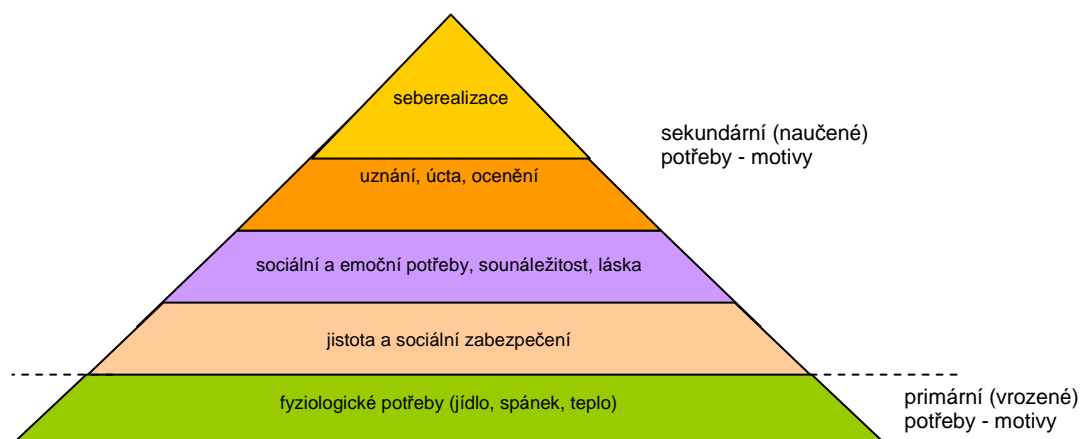 seberealizace
sekundární (naučené)
potřeby - motivy
uznání, úcta, ocenění
sociální a emoční potřeby, sounáležitost, láska
jistota a sociální zabezpečení
fyziologické potřeby (jídlo, spánek, teplo)
primární (vrozené)
potřeby - motivy